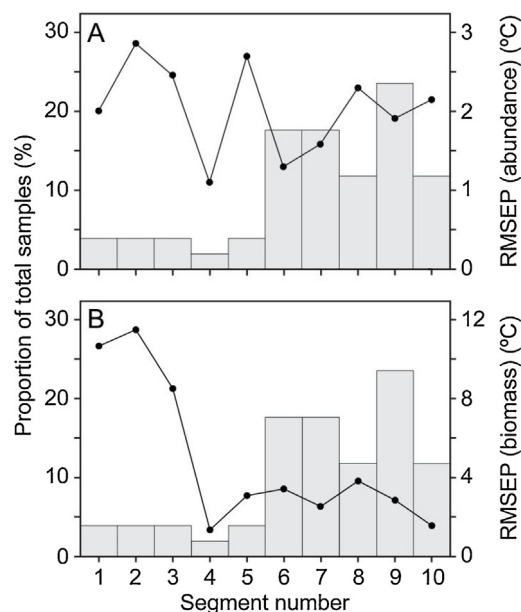 A
30
20
10
0
3
2
1
0
B
30
20
10
0
12
8
4
0
1 2 3 4 5 6 7 8 9 10
Segment number
Proportion of total samples (%)
RMSEP (abundance) (ºC)
RMSEP (biomass) (ºC)